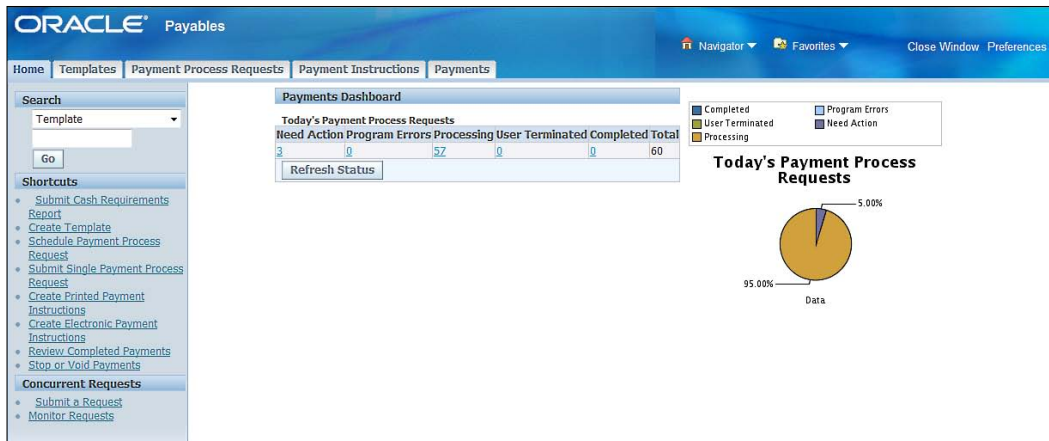 ORACLE® Payables
Navigator Favorites Close Window Preferences
Home Templates Payment Process Requests Payment Instructions Payments
Search
Template
Go
Shortcuts
Submit Cash Requirements
Report
Create Template
Schedule Payment Process
Request
Submit Single Payment Process
Request
Create Printed Payment
Instructions
Create Electronic Payment
Instructions
Review Completed Payments
Stop or Void Payments
Concurrent Requests
Submit a Request
Monitor Requests
Payments Dashboard
Today's Payment Process Requests
Need Action Program Errors Processing User Terminated Completed Total
3 0 57 0 0 60
Refresh Status
Completed Program Errors
User Terminated Need Action
Processing
Today's Payment Process
Requests
5.00%
95.00%
Data